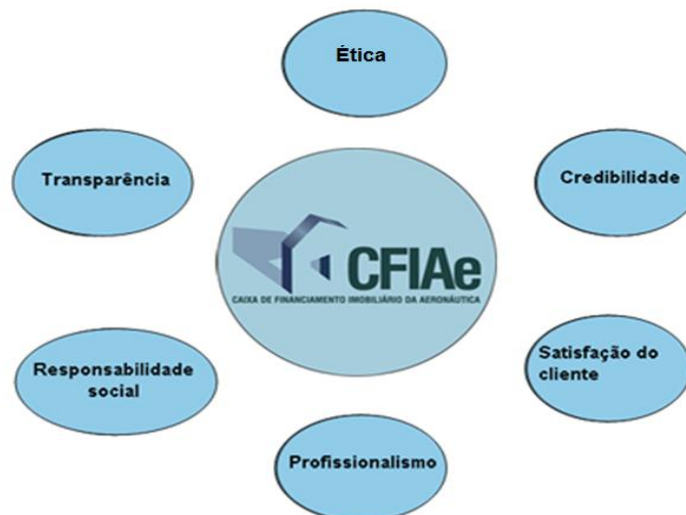 Ética
Transparência
Credibilidade
CFIAe
CAIXA DE FINANCIAMENTO IMOBILIÁRIO DA AERONÁUTICA
Responsabilidade
social
Satisfação do
cliente
Profissionalismo